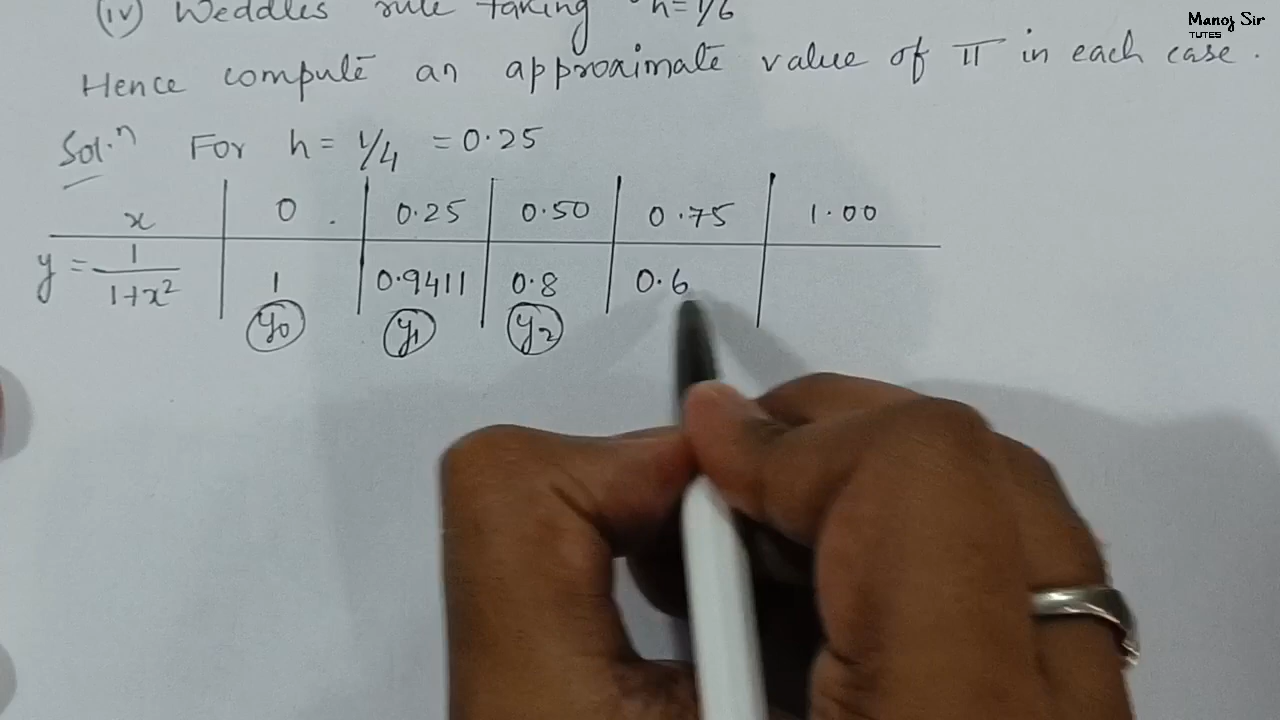 Manoj Sir
TUTES
(iv) Weddles rule taking h=1/6
Hence compute an approximate value of π in each case.
Sol.n For h = 1/4 = 0.25
x 0 . 0.25 0.50 0.75 1.00
y = 1/1+x² 1 0.9411 0.8 0.6
y0 y1 y2